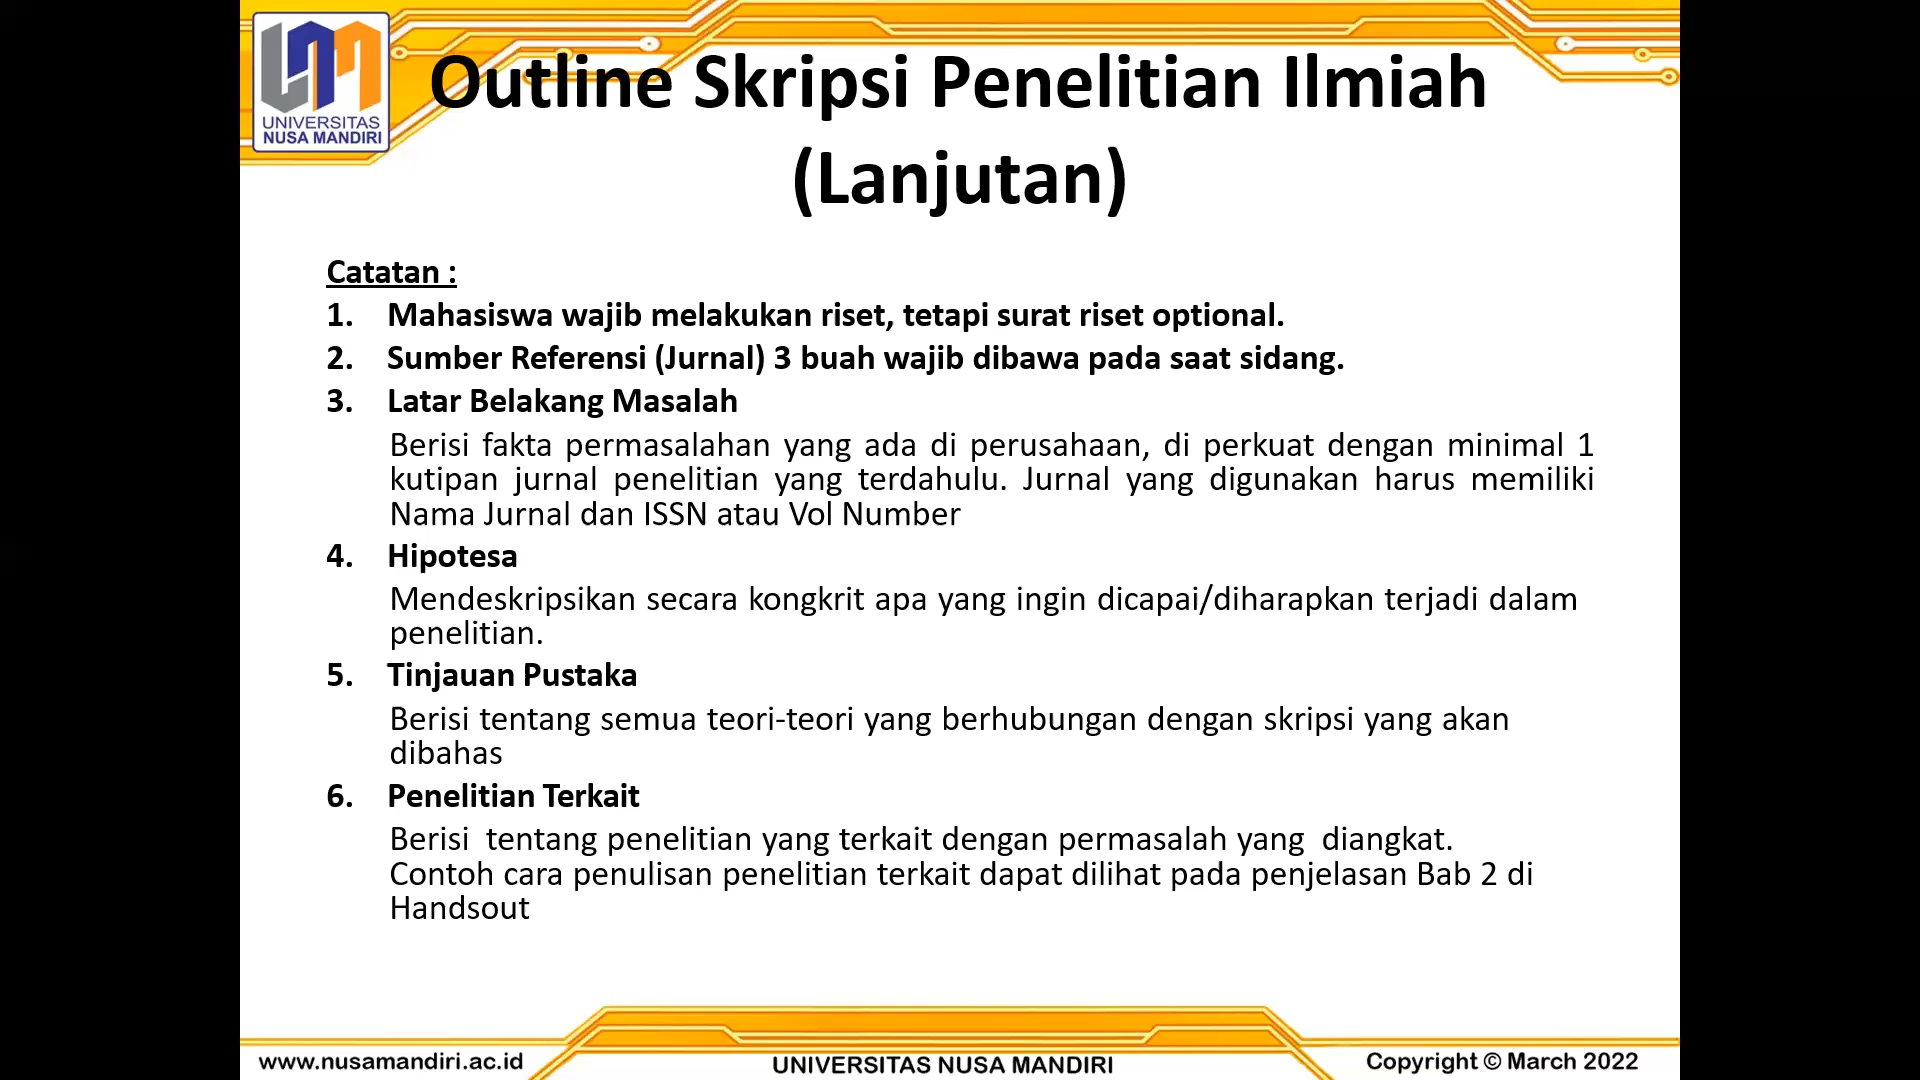 UNIVERSITAS
NUSA MANDIRI
Outline Skripsi Penelitian Ilmiah
(Lanjutan)
Catatan :
1. Mahasiswa wajib melakukan riset, tetapi surat riset optional.
2. Sumber Referensi (Jurnal) 3 buah wajib dibawa pada saat sidang.
3. Latar Belakang Masalah
Berisi fakta permasalahan yang ada di perusahaan, di perkuat dengan minimal 1
kutipan jurnal penelitian yang terdahulu. Jurnal yang digunakan harus memiliki
Nama Jurnal dan ISSN atau Vol Number
4. Hipotesa
Mendeskripsikan secara kongkrit apa yang ingin dicapai/diharapkan terjadi dalam
penelitian.
5. Tinjauan Pustaka
Berisi tentang semua teori-teori yang berhubungan dengan skripsi yang akan
dibahas
6. Penelitian Terkait
Berisi tentang penelitian yang terkait dengan permasalah yang diangkat.
Contoh cara penulisan penelitian terkait dapat dilihat pada penjelasan Bab 2 di
Handsout
www.nusamandiri.ac.id
UNIVERSITAS NUSA MANDIRI
Copyright © March 2022